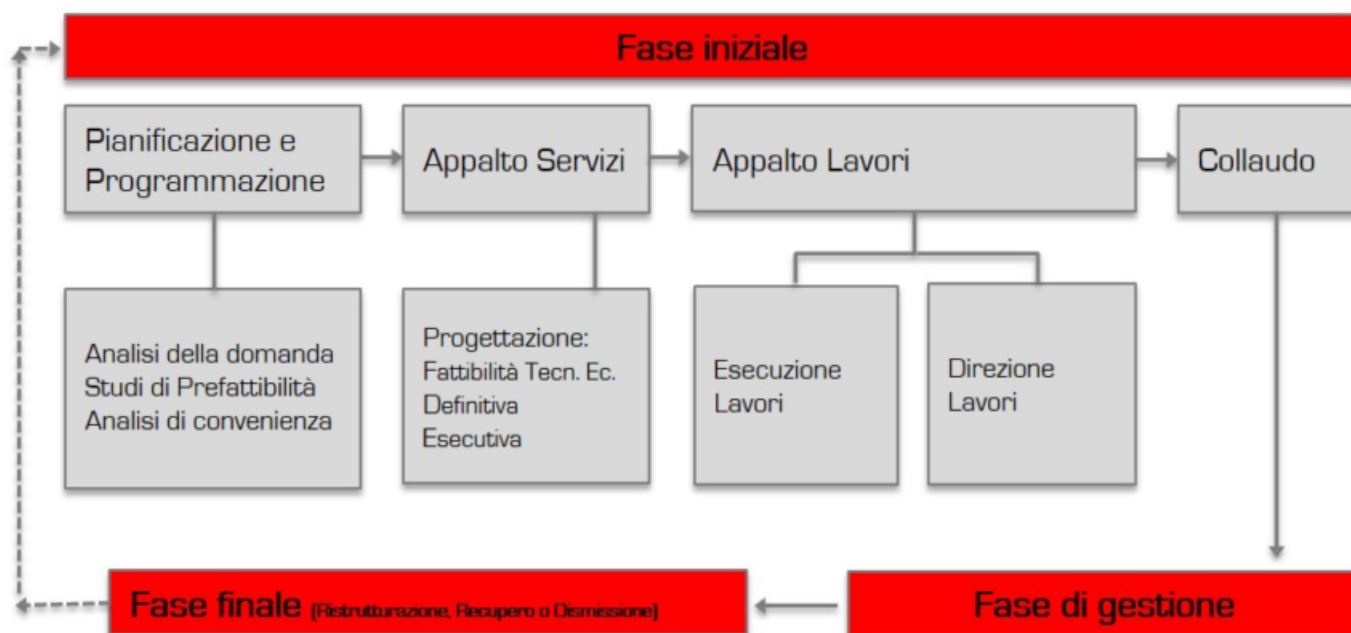 Fase iniziale
Pianificazione e
Programmazione
Appalto Servizi
Appalto Lavori
Collaudo
Analisi della domanda
Studi di Prefattibilità
Analisi di convenienza
Progettazione:
Fattibilità Tecn. Ec.
Definitiva
Esecutiva
Esecuzione
Lavori
Direzione
Lavori
Fase finale (Ristrutturazione, Recupero o Dismissione)
Fase di gestione